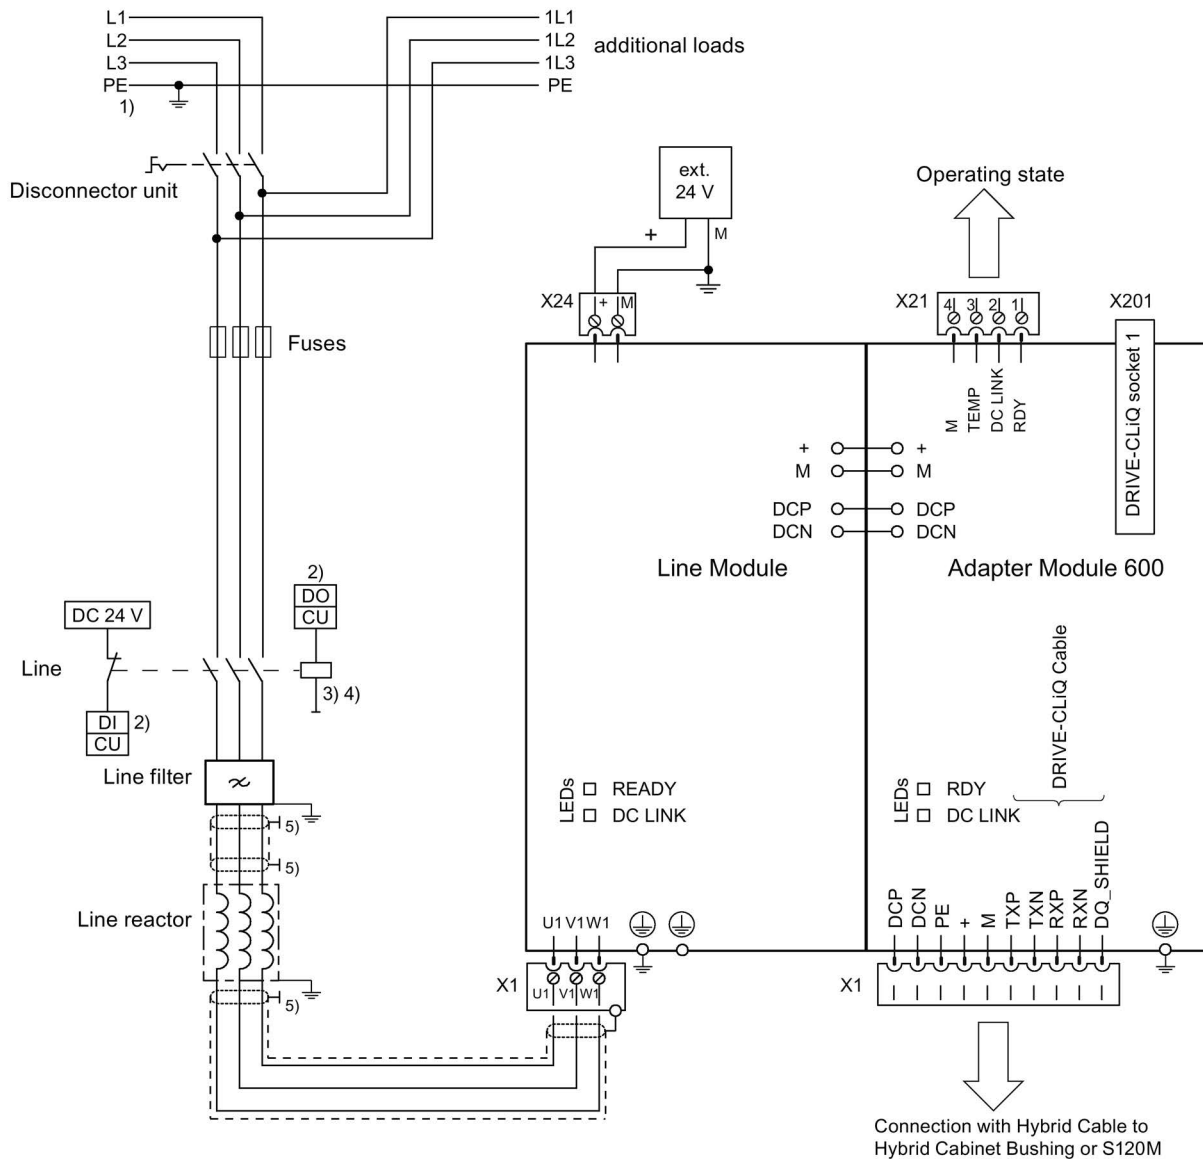 L1
1L1
L2
1L2
additional loads
L3
1L3
PE
PE
1)
Disconnector unit
ext.
24 V
+
M
Operating state
X24
+
M
X21
4
3
2
1
X201
Fuses
M
TEMP
DC LINK
RDY
DRIVE-CLiQ socket 1
+
+
M
M
DCP
DCP
DCN
DCN
Line Module
Adapter Module 600
2)
DO
CU
DC 24 V
Line
3) 4)
DI
2)
CU
Line filter
5)
5)
Line reactor
5)
LEDs
READY
DC LINK
LEDs
RDY
DC LINK
DRIVE-CLiQ Cable
U1 V1 W1
X1
U1 V1 W1
DCP
DCN
PE
+
M
TXP
TXN
RXP
RXN
DQ_SHIELD
X1
Connection with Hybrid Cable to
Hybrid Cabinet Bushing or S120M